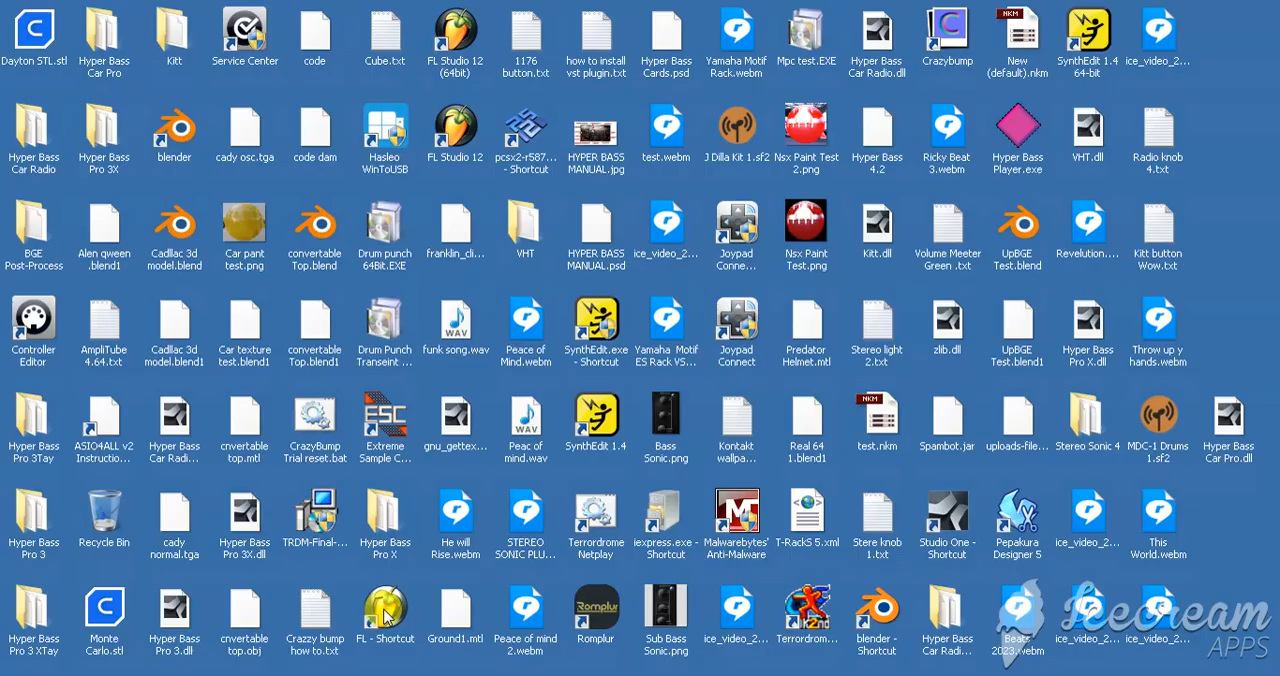 Dayton STL.stl
Hyper Bass
Car Pro
Kitt
Service Center
code
Cube.txt
FL Studio 12
(64bit)
1176
button.txt
how to install
vst plugin.txt
Hyper Bass
Cards.psd
Yamaha Motif
Rack.webm
Mpc test.EXE
Hyper Bass
Car Radio.dll
Crazybump
NKM
New
(default).nkm
SynthEdit 1.4
64-bit
ice_video_2...
Hyper Bass
Car Radio
Hyper Bass
Pro 3X
blender
cady osc.tga
code dam
Hasleo
WinToUSB
FL Studio 12
pcsx2-r587...
- Shortcut
HYPER BASS
MANUAL.jpg
test.webm
J Dilla Kit 1.sf2
Nsx Paint Test
2.png
Hyper Bass
4.2
Ricky Beat
3.webm
Hyper Bass
Player.exe
VHT.dll
Radio knob
4.txt
BGE
Post-Process
Alen qween
.blend1
Cadllac 3d
model.blend
Car pant
test.png
convertable
Top.blend
Drum punch
64Bit.EXE
franklin_cli...
VHT
HYPER BASS
MANUAL.psd
ice_video_2...
Joypad
Conne...
Nsx Paint
Test.png
Kitt.dll
Volume Meeter
Green .txt
UpBGE
Test.blend
Revelution....
Kitt button
Wow.txt
Controller
Editor
AmpliTube
4.64.txt
Cadllac 3d
model.blend1
Car texture
test.blend1
convertable
Top.blend1
Drum Punch
Transeint ...
WAV
funk song.wav
Peace of
Mind.webm
SynthEdit.exe
- Shortcut
Yamaha Motif
ES Rack VS...
Joypad
Connect
Predator
Helmet.mtl
Stereo light
2.txt
zlib.dll
UpBGE
Test.blend1
Hyper Bass
Pro X.dll
Throw up y
hands.webm
Hyper Bass
Pro 3Tay
ASIO4ALL v2
Instructio...
Hyper Bass
Car Radi...
cnvertable
top.mtl
CrazyBump
Trial reset.bat
ESC
Extreme
Sample C...
gnu_gettex...
WAV
Peac of
mind.wav
SynthEdit 1.4
Bass
Sonic.png
Kontakt
wallpa...
Real 64
1.blend1
NKM
test.nkm
Spambot.jar
uploads-file...
Stereo Sonic 4
MDC-1 Drums
1.sf2
Hyper Bass
Car Pro.dll
Hyper Bass
Pro 3
Recycle Bin
cady
normal.tga
Hyper Bass
Pro 3X.dll
TRDM-Final-...
Hyper Bass
Pro X
He will
Rise.webm
STEREO
SONIC PLU...
Terrordrome
Netplay
iexpress.exe -
Shortcut
Malwarebytes'
Anti-Malware
T-RackS 5.xml
Stere knob
1.txt
Studio One -
Shortcut
Pepakura
Designer 5
ice_video_2...
This
World.webm
Hyper Bass
Pro 3 XTay
Monte
Carlo.stl
Hyper Bass
Pro 3.dll
cnvertable
top.obj
Crazzy bump
how to.txt
FL - Shortcut
Ground1.mtl
Peace of mind
2.webm
Romplur
Romplur
Sub Bass
Sonic.png
ice_video_2...
Terrordrom...
blender -
Shortcut
Hyper Bass
Car Radi...
Beats
2023.webm
ice_video_2...
ice_video_2...
Icecream
APPS